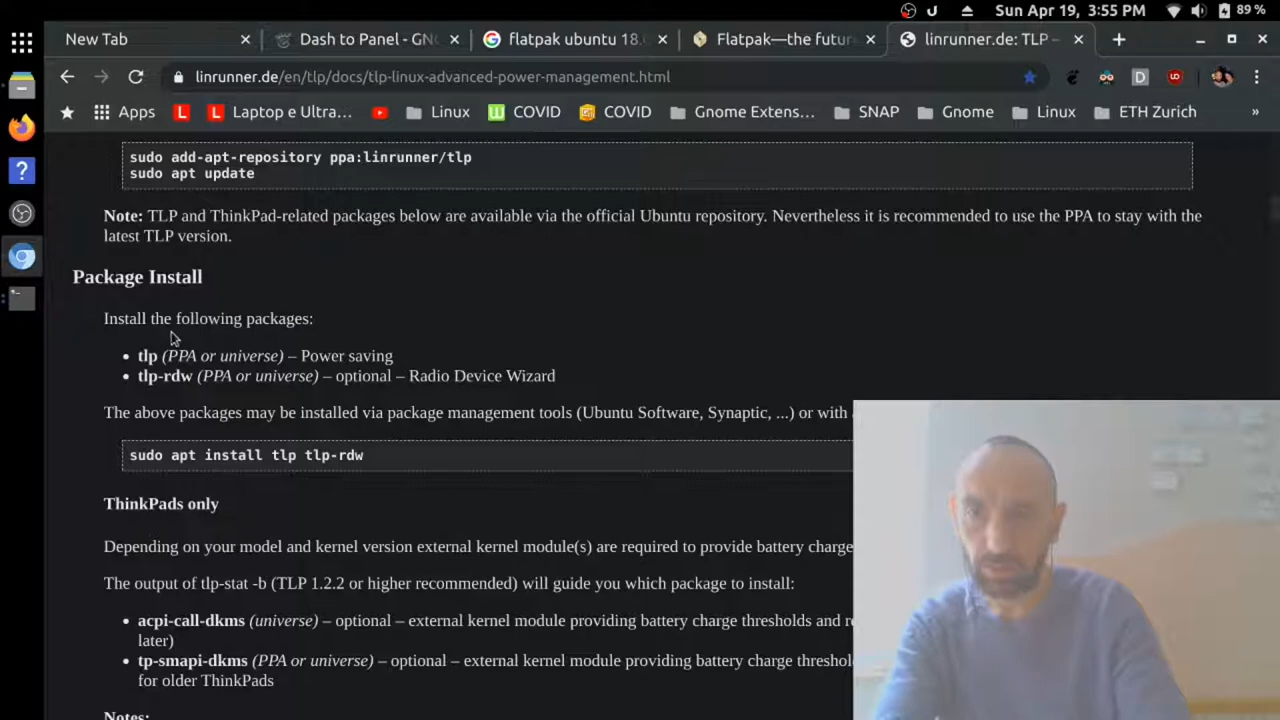 Sun Apr 19, 3:55 PM
89 %
New Tab
Dash to Panel - GN
flatpak ubuntu 18.
Flatpak—the futur
linrunner.de: TLP –
linrunner.de/en/tlp/docs/tlp-linux-advanced-power-management.html
Apps
Laptop e Ultra...
Linux
COVID
COVID
Gnome Extens...
SNAP
Gnome
Linux
ETH Zurich
»
sudo add-apt-repository ppa:linrunner/tlp
sudo apt update
Note: TLP and ThinkPad-related packages below are available via the official Ubuntu repository. Nevertheless it is recommended to use the PPA to stay with the
latest TLP version.
Package Install
Install the following packages:
• tlp (PPA or universe) – Power saving
• tlp-rdw (PPA or universe) – optional – Radio Device Wizard
The above packages may be installed via package management tools (Ubuntu Software, Synaptic, ...) or with
sudo apt install tlp tlp-rdw
ThinkPads only
Depending on your model and kernel version external kernel module(s) are required to provide battery charge
The output of tlp-stat -b (TLP 1.2.2 or higher recommended) will guide you which package to install:
• acpi-call-dkms (universe) – optional – external kernel module providing battery charge thresholds and re
later)
• tp-smapi-dkms (PPA or universe) – optional – external kernel module providing battery charge threshol
for older ThinkPads
Notes: